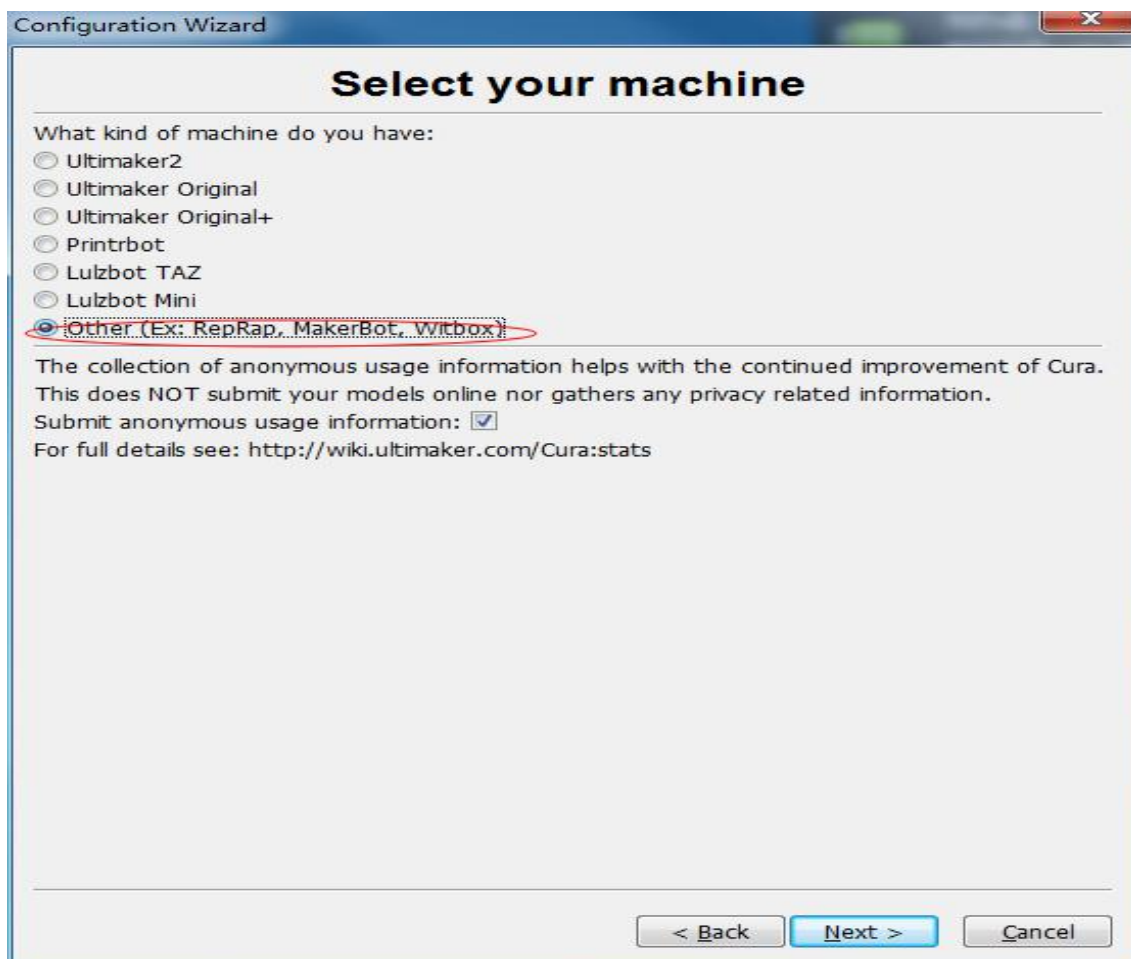 Configuration Wizard
Select your machine
What kind of machine do you have:
Ultimaker2
Ultimaker Original
Ultimaker Original+
Printrbot
Lulzbot TAZ
Lulzbot Mini
Other (Ex: RepRap, MakerBot, Witbox)
The collection of anonymous usage information helps with the continued improvement of Cura.
This does NOT submit your models online nor gathers any privacy related information.
Submit anonymous usage information:
For full details see: http://wiki.ultimaker.com/Cura:stats
< Back Next > Cancel